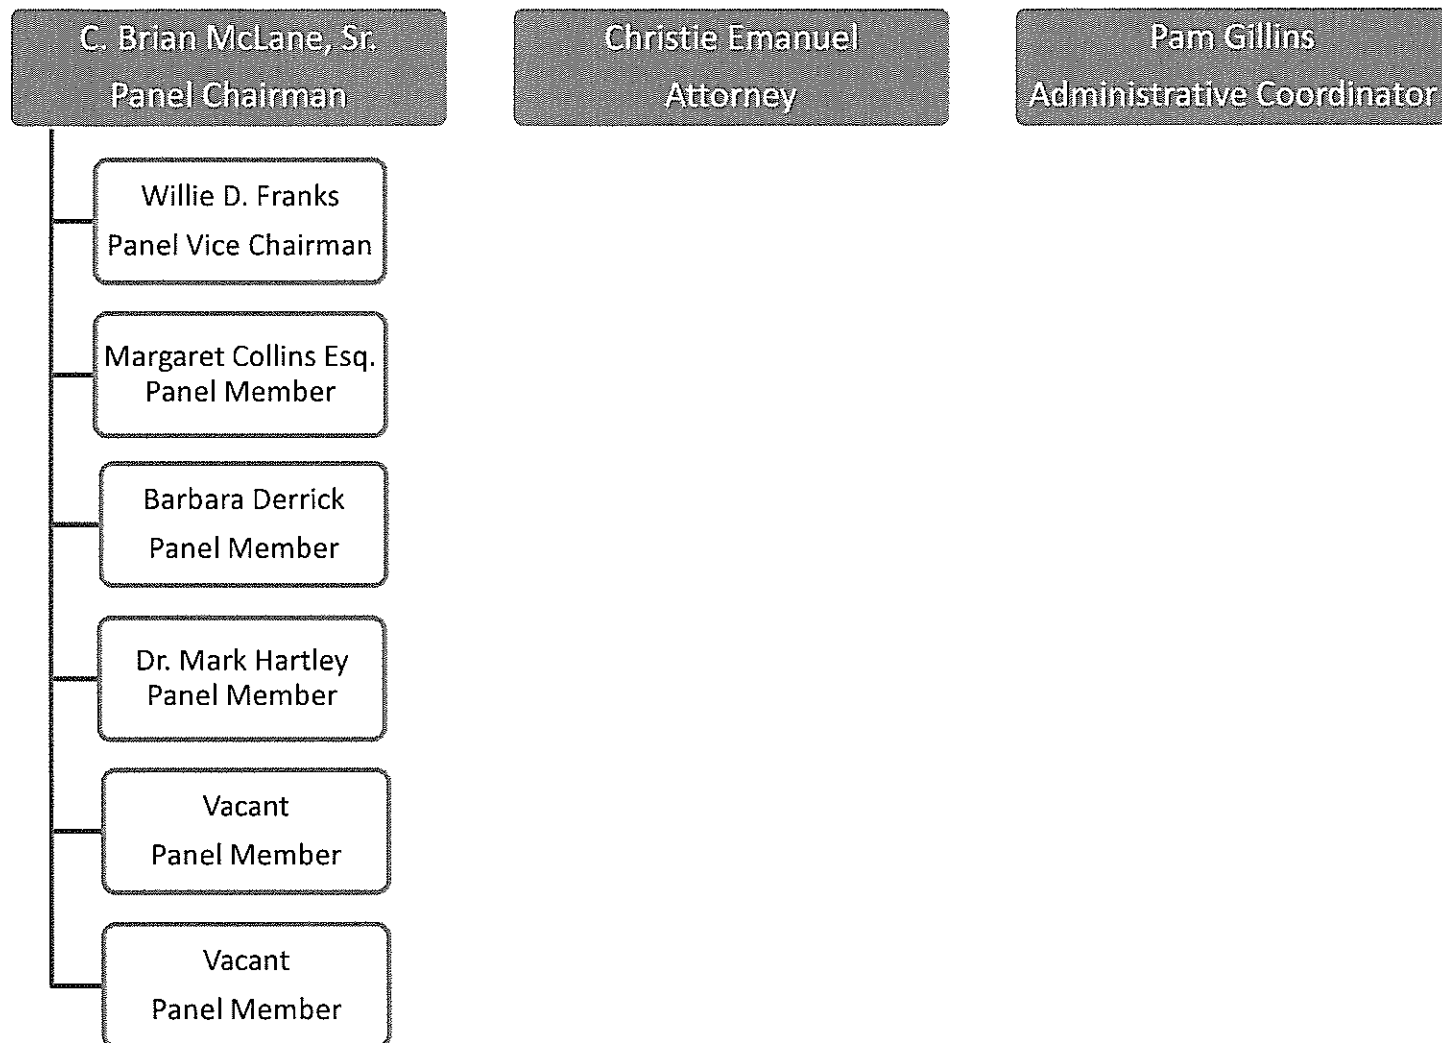 C. Brian McLane, Sr.
Panel Chairman
Christie Emanuel
Attorney
Pam Gillins
Administrative Coordinator
Willie D. Franks
Panel Vice Chairman
Margaret Collins Esq.
Panel Member
Barbara Derrick
Panel Member
Dr. Mark Hartley
Panel Member
Vacant
Panel Member
Vacant
Panel Member